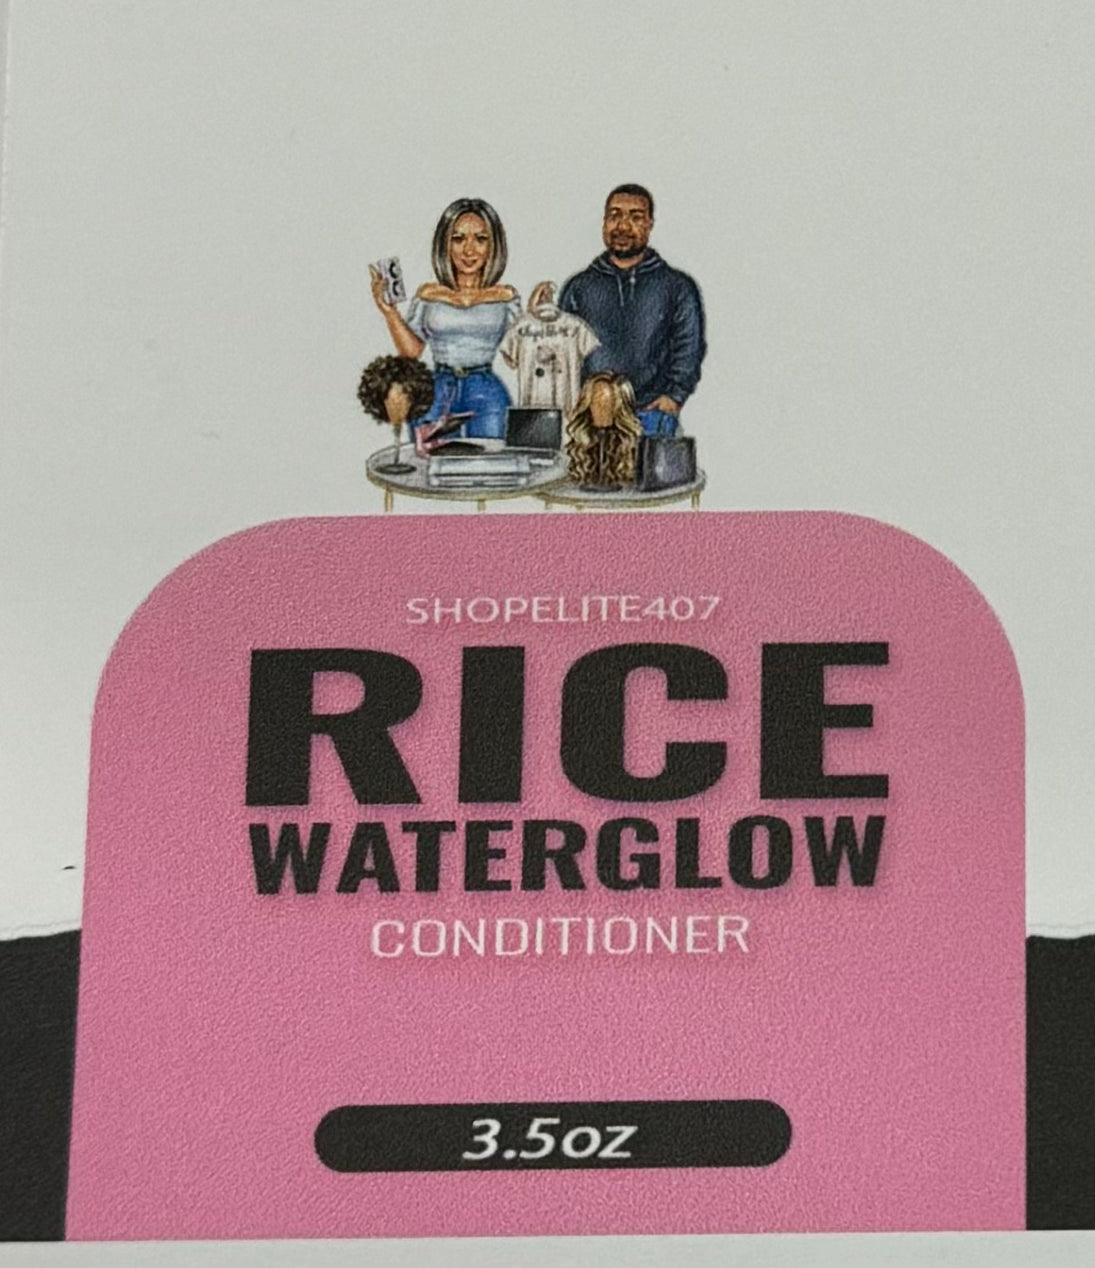 SHOPELITE407
RICE
WATERGLOW
CONDITIONER
3.5oz